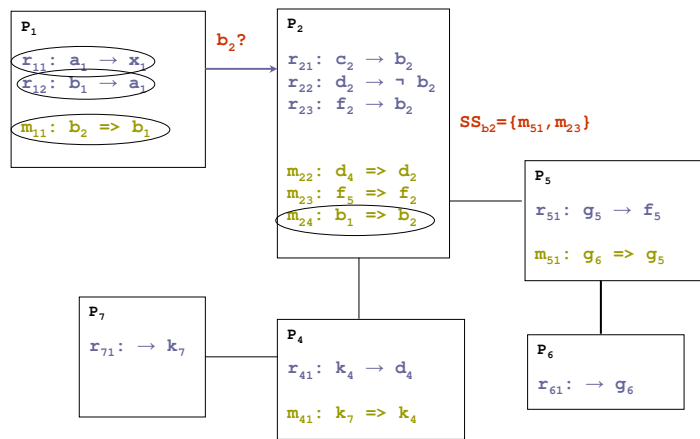 P₁
r₁₁: a₁ → x₁
r₁₂: b₁ → a₁
m₁₁: b₂ => b₁
b₂?
P₂
r₂₁: c₂ → b₂
r₂₂: d₂ → ¬ b₂
r₂₃: f₂ → b₂
m₂₂: d₄ => d₂
m₂₃: f₅ => f₂
m₂₄: b₁ => b₂
SS_b2={m₅₁,m₂₃}
P₅
r₅₁: g₅ → f₅
m₅₁: g₆ => g₅
P₇
r₇₁: → k₇
P₄
r₄₁: k₄ → d₄
m₄₁: k₇ => k₄
P₆
r₆₁: → g₆